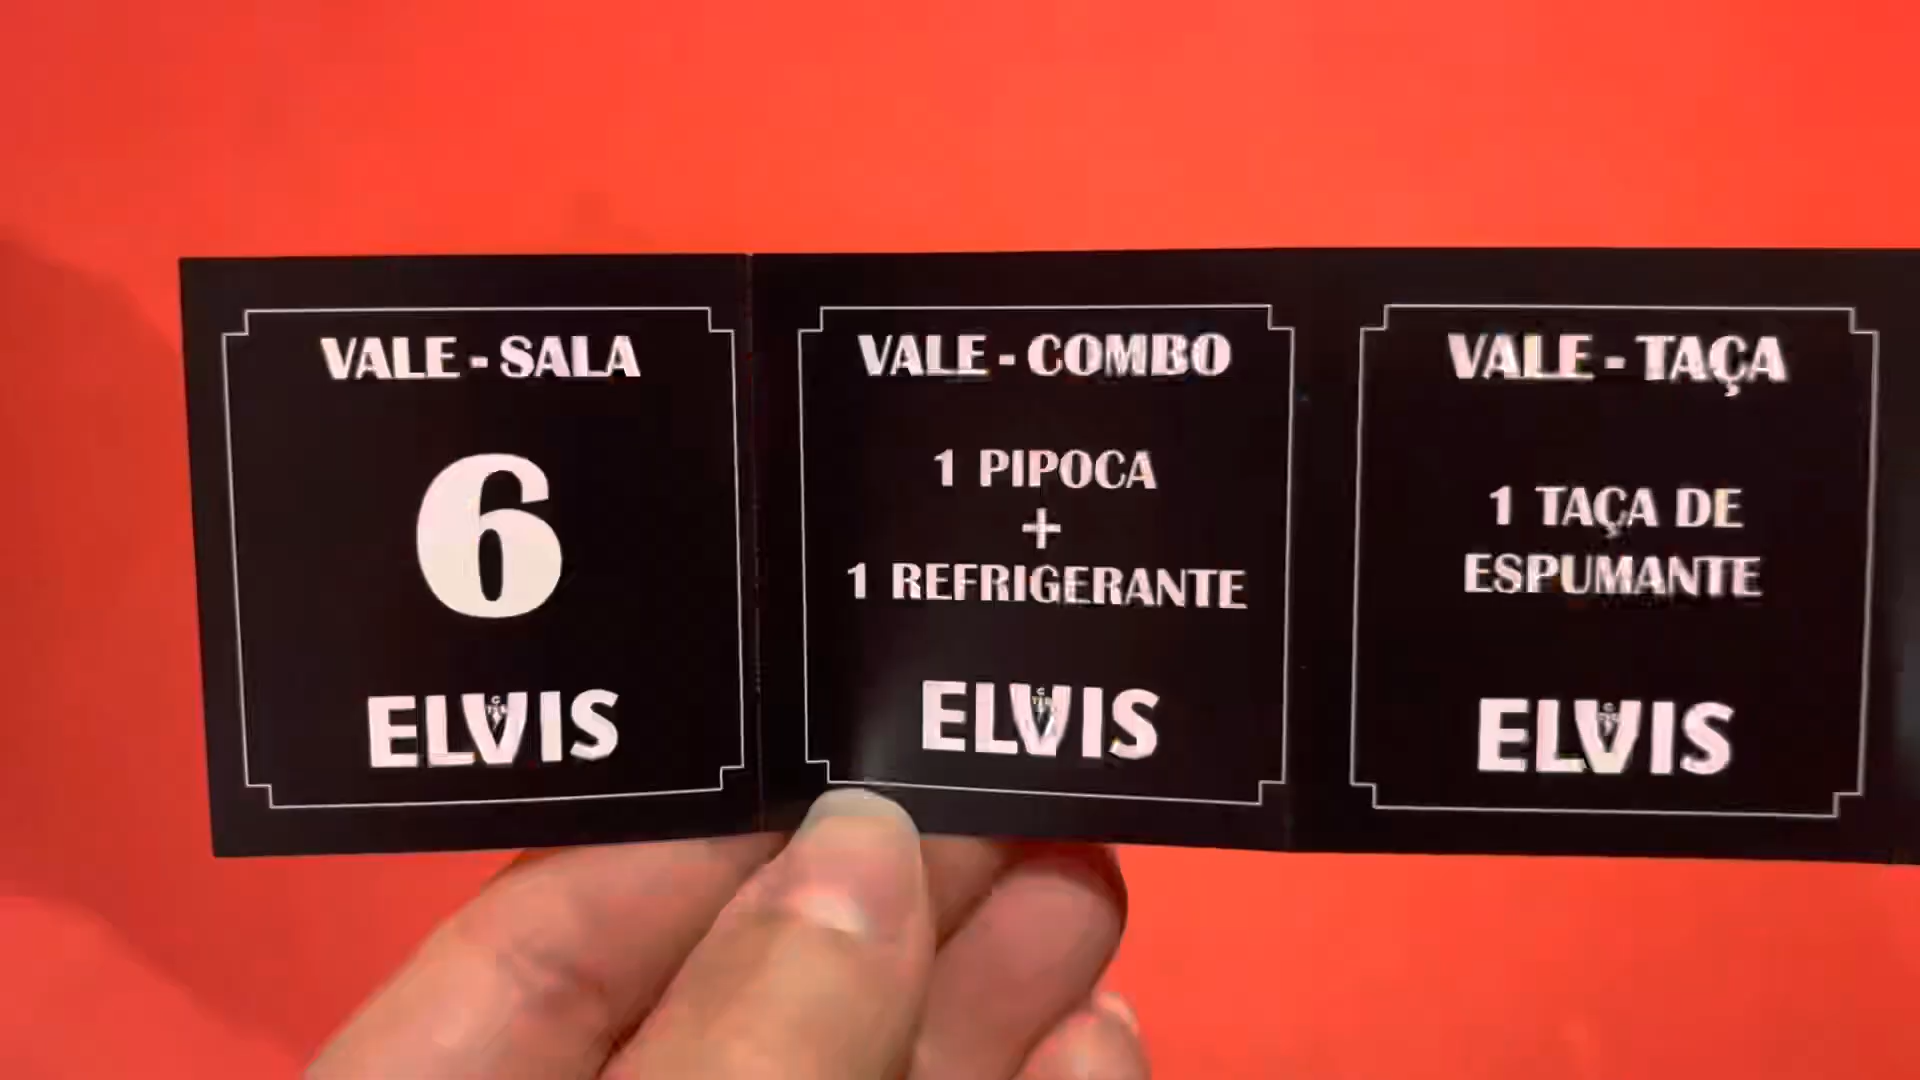 VALE - SALA
6
ELVIS
VALE - COMBO
1 PIPOCA
+
1 REFRIGERANTE
ELVIS
VALE - TAÇA
1 TAÇA DE
ESPUMANTE
ELVIS